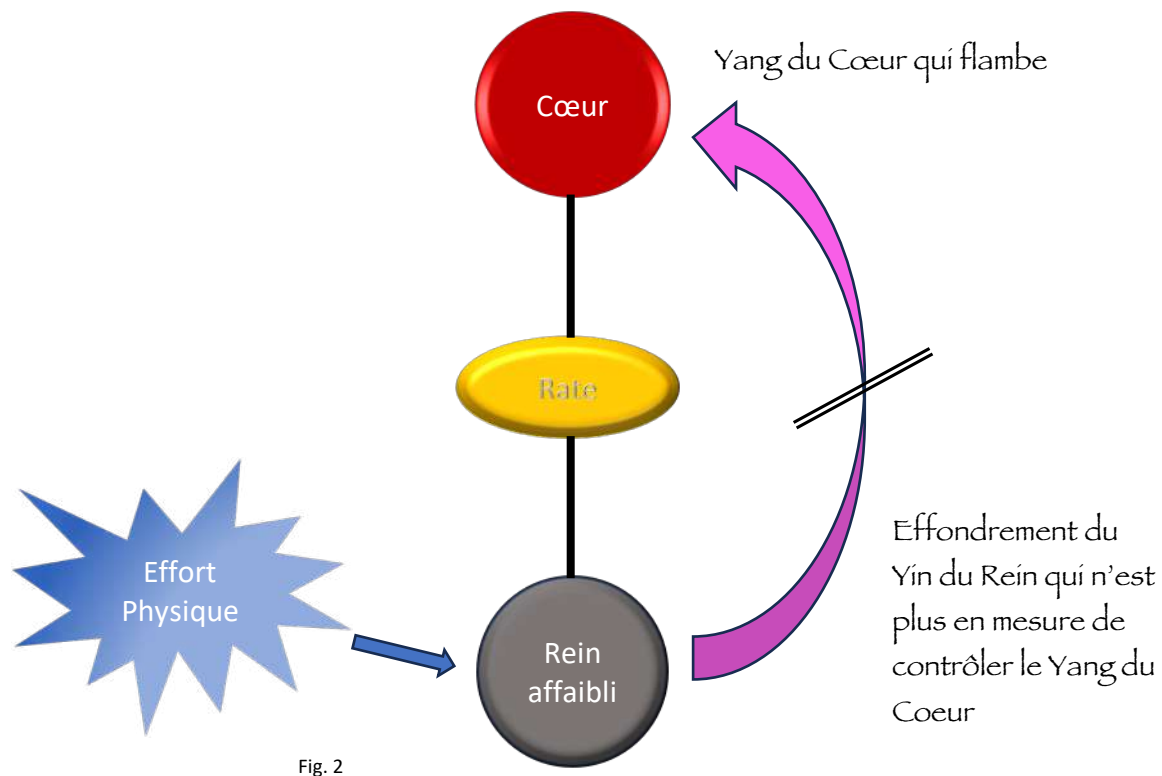 Yang du Cœur qui flambe
Cœur
Rate
Effort
Physique
Rein
affaibli
Effondrement du
Yin du Rein qui n'est
plus en mesure de
contrôler le Yang du
Coeur
Fig. 2